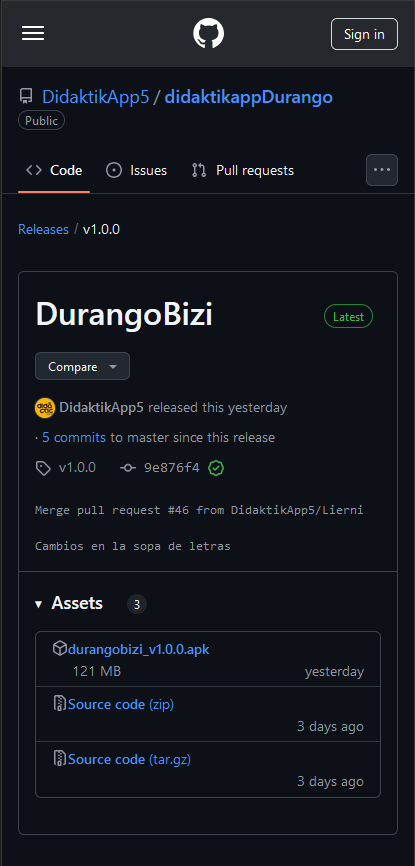 Sign in
DidaktikApp5 / didaktikappDurango
Public
Code Issues Pull requests ...
Releases / v1.0.0
DurangoBizi Latest
Compare
DidaktikApp5 released this yesterday
· 5 commits to master since this release
v1.0.0 9e876f4
Merge pull request #46 from DidaktikApp5/Lierni
Cambios en la sopa de letras
Assets 3
durangobizi_v1.0.0.apk
121 MB yesterday
Source code (zip)
3 days ago
Source code (tar.gz)
3 days ago